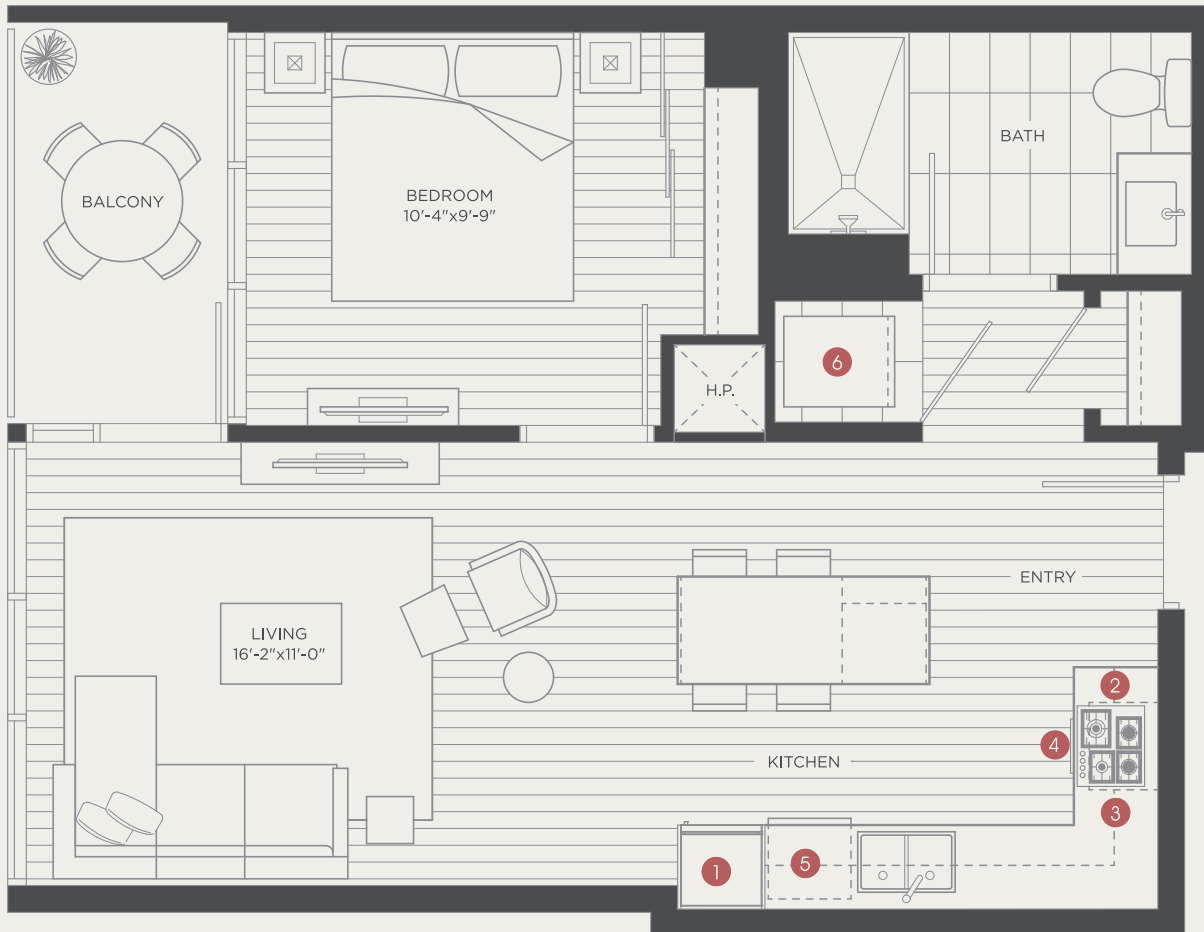 BATH
BALCONY
BEDROOM
10'-4"x9'-9"
6
H.P.
ENTRY
LIVING
16'-2"x11'-0"
2
4
KITCHEN
3
5
1